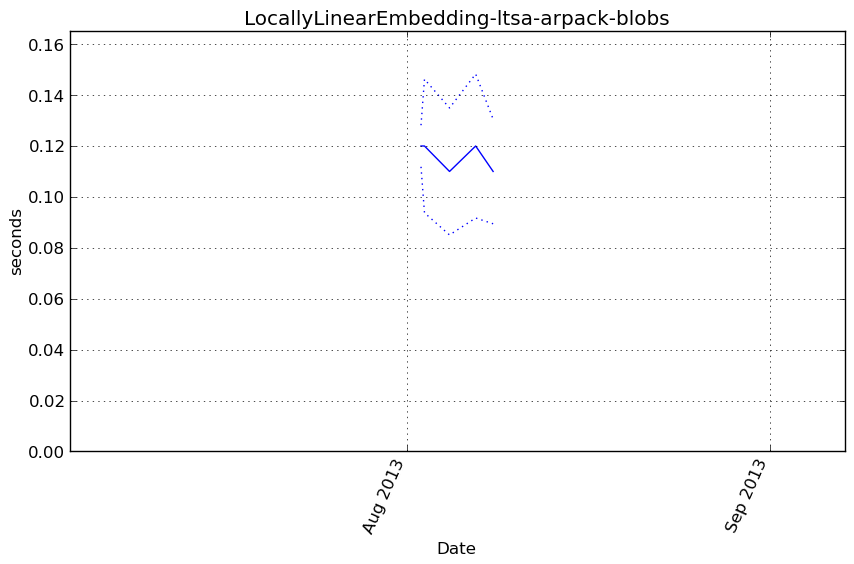 LocallyLinearEmbedding-ltsa-arpack-blobs
0.16
0.14
0.12
0.10
0.08
0.06
0.04
0.02
0.00
seconds
Aug 2013
Sep 2013
Date